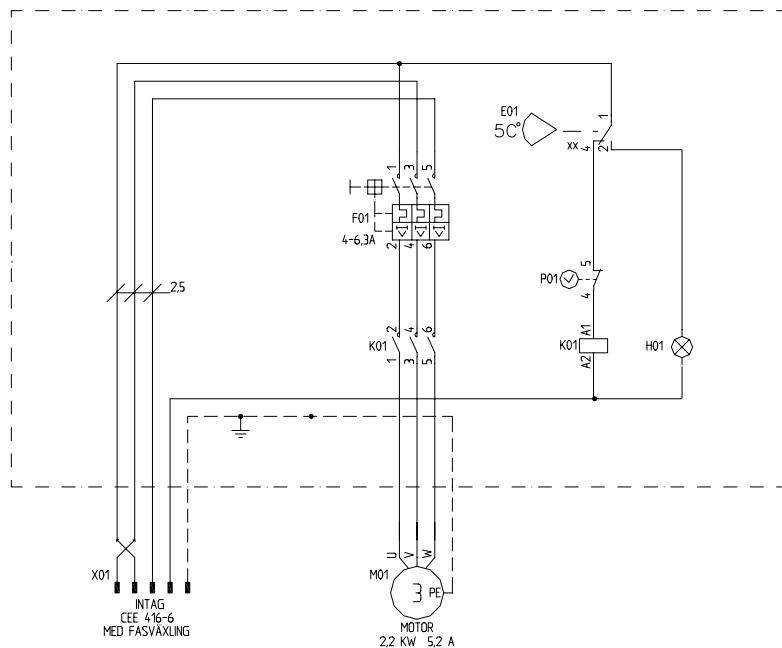 E01
5C°
1
xx
4
2
1
3
5
F01
4-6,3A
2
4
6
2,5
5
P01
4
2
4
6
K01
1
3
5
A1
K01
A2
H01
U
V
W
X01
M01
3
PE
INTAG
CEE 416-6
MED FASVÄXLING
MOTOR
2,2 KW 5,2 A